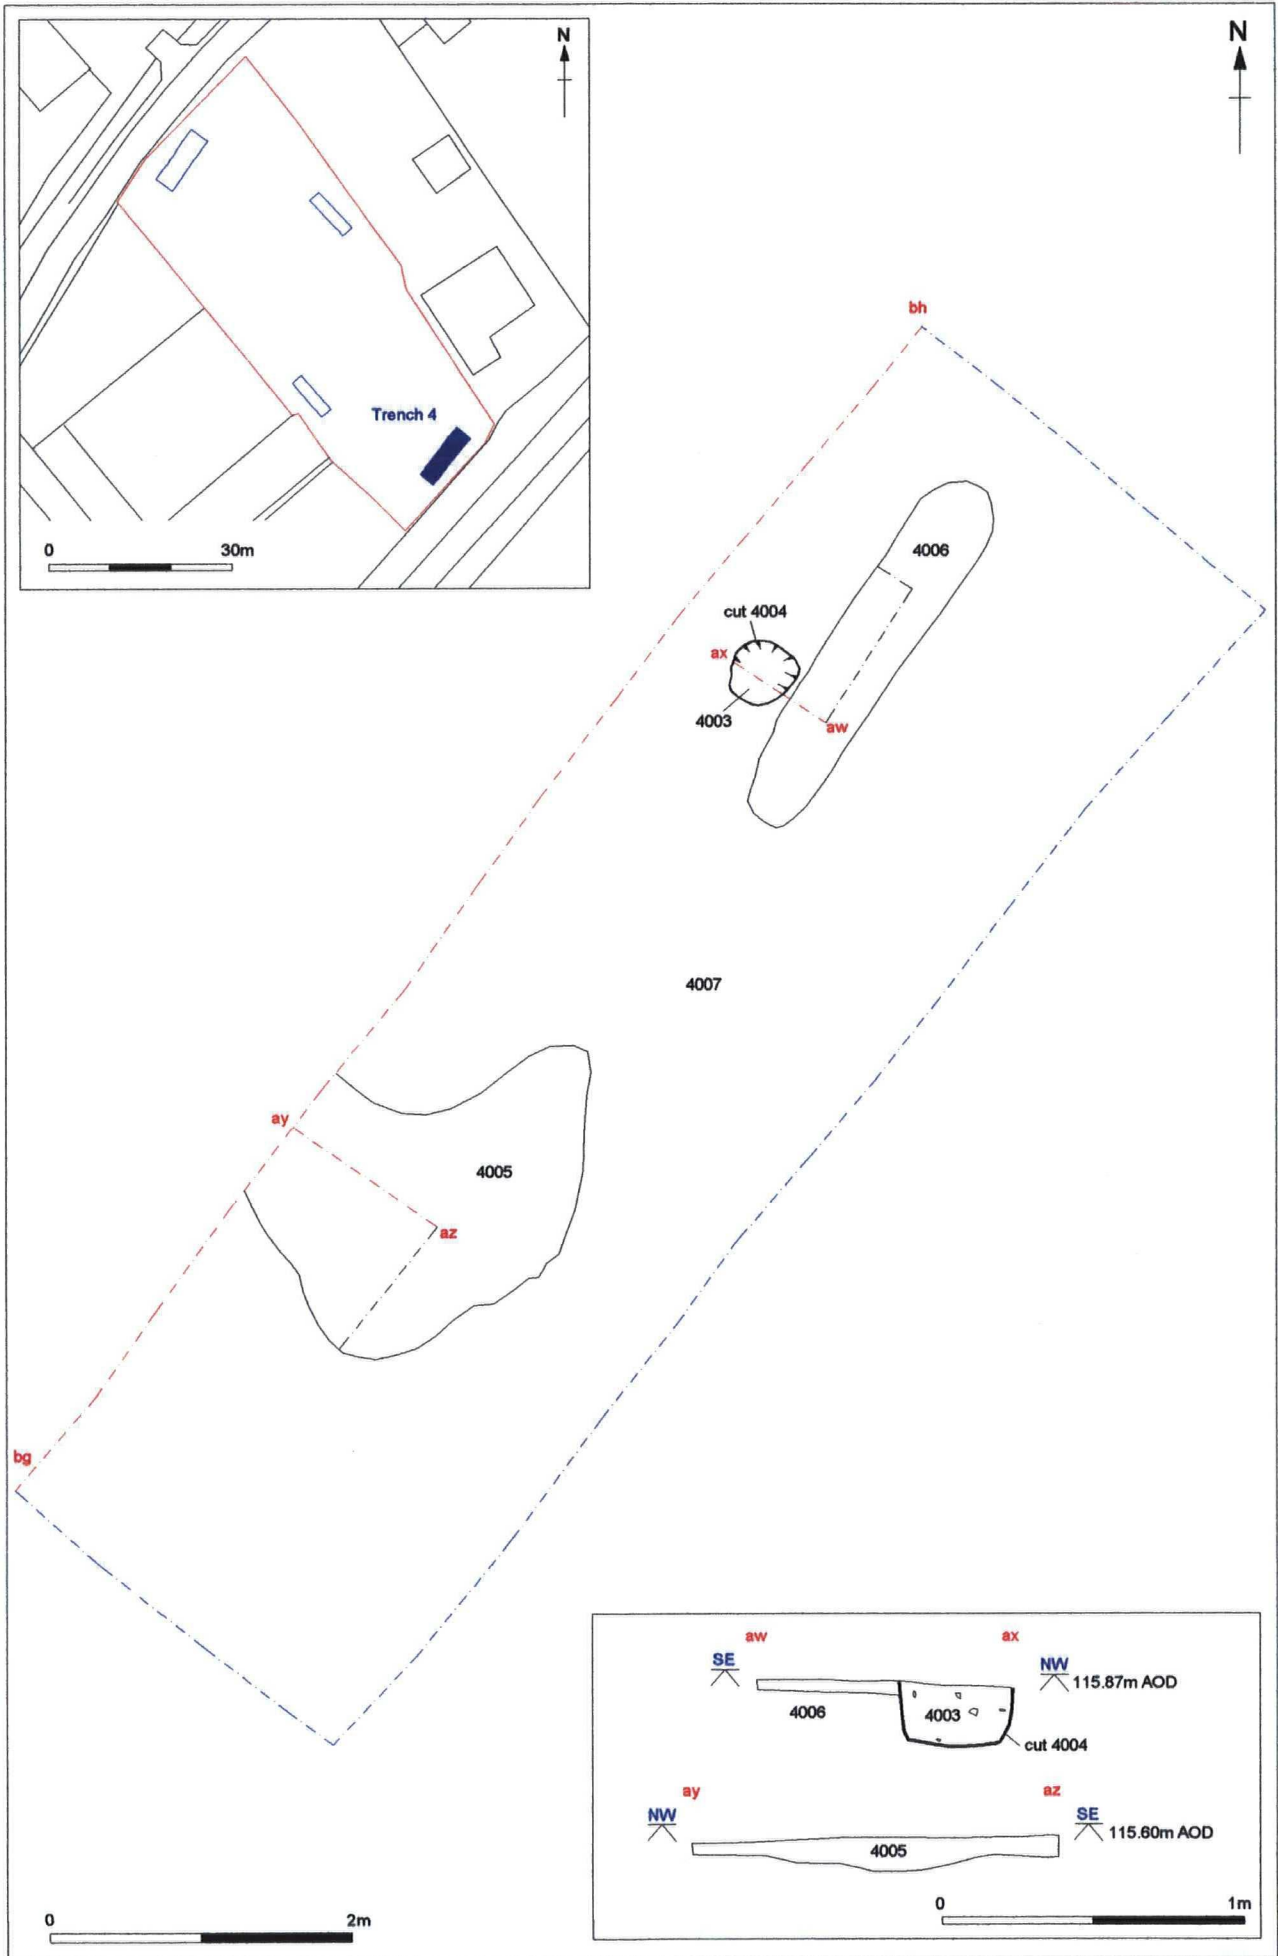 N
Trench 4
0 30m
N
bh
4006
cut 4004
ax
4003
aw
4007
ay
4005
az
bg
0 2m
aw ax
SE NW
115.87m AOD
4006 4003
cut 4004
ay az
NW SE
115.60m AOD
4005
0 1m